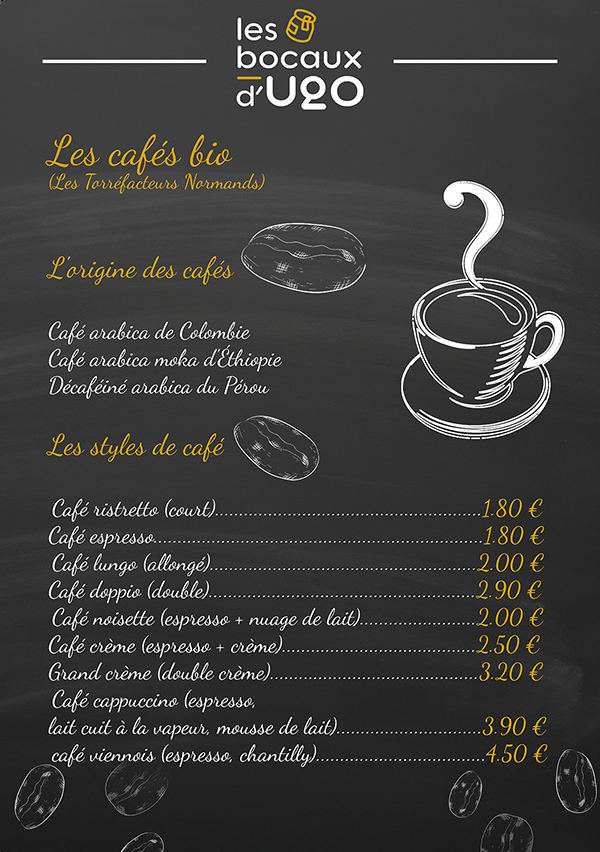 les
bocaux
d'Ugo
Les cafés bio
(Les Torréfacteurs Normands)
L'origine des cafés
Café arabica de Colombie
Café arabica moka d'Éthiopie
Décaféiné arabica du Pérou
Les styles de café
Café ristretto (court)..........................................1.80 €
Café espresso....................................................1.80 €
Café lungo (allongé)..........................................2.00 €
Café doppio (double)..........................................2.90 €
Café noisette (espresso + nuage de lait)...................2.00 €
Café crème (espresso + crème)..............................2.50 €
Grand crème (double crème).................................3.20 €
Café cappuccino (espresso,
lait cuit à la vapeur, mousse de lait).......................3.90 €
café viennois (espresso, chantilly)..........................4.50 €